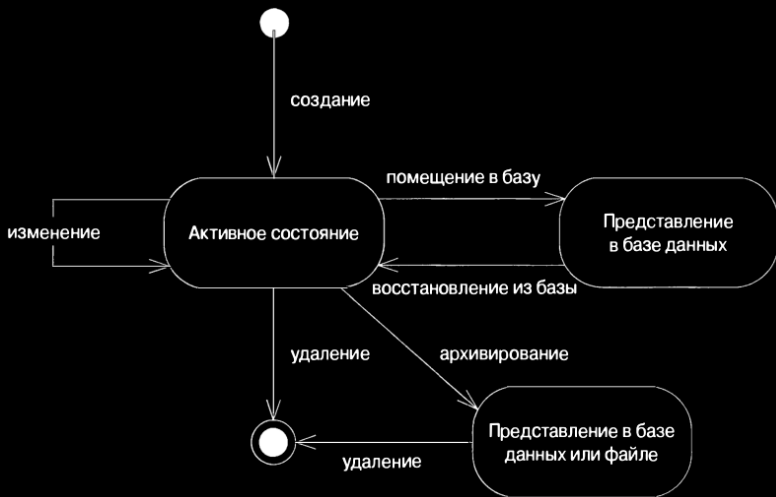 создание
помещение в базу
изменение
Активное состояние
Представление
в базе данных
восстановление из базы
удаление
архивирование
Представление в базе
данных или файле
удаление